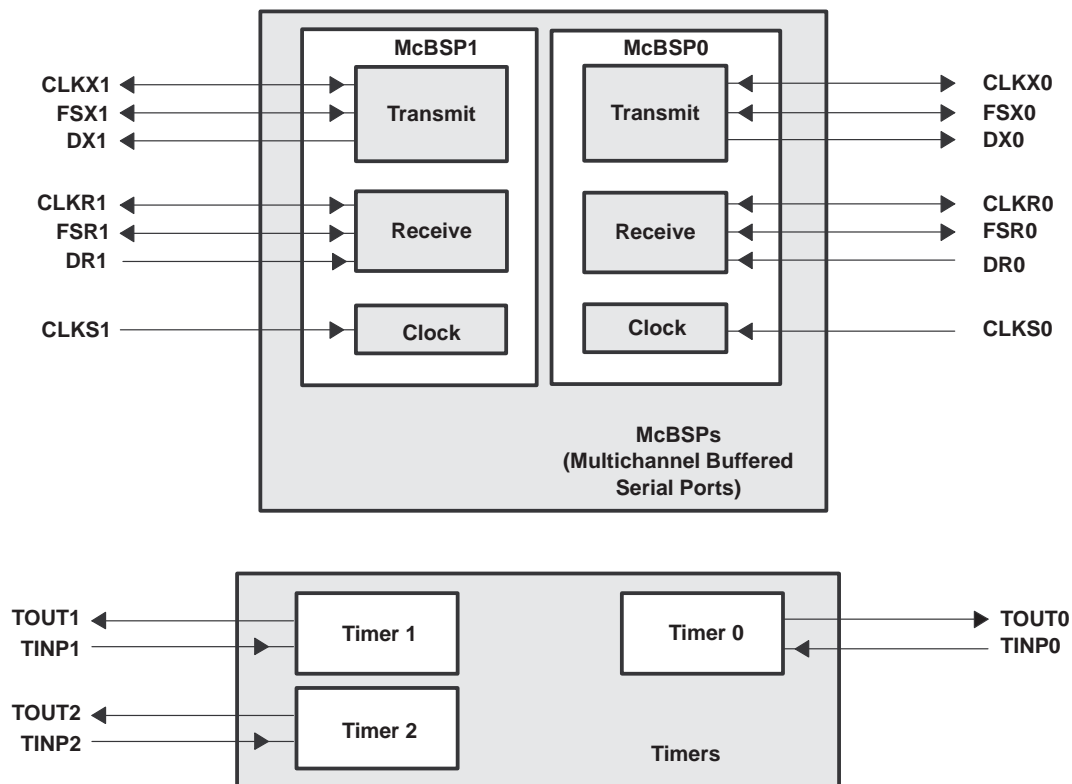 McBSP1
McBSP0
CLKX1
FSX1
DX1
Transmit
Transmit
CLKX0
FSX0
DX0
CLKR1
FSR1
DR1
Receive
Receive
CLKR0
FSR0
DR0
CLKS1
Clock
Clock
CLKS0
McBSPs
(Multichannel Buffered
Serial Ports)
TOUT1
TINP1
Timer 1
Timer 0
TOUT0
TINP0
TOUT2
TINP2
Timer 2
Timers